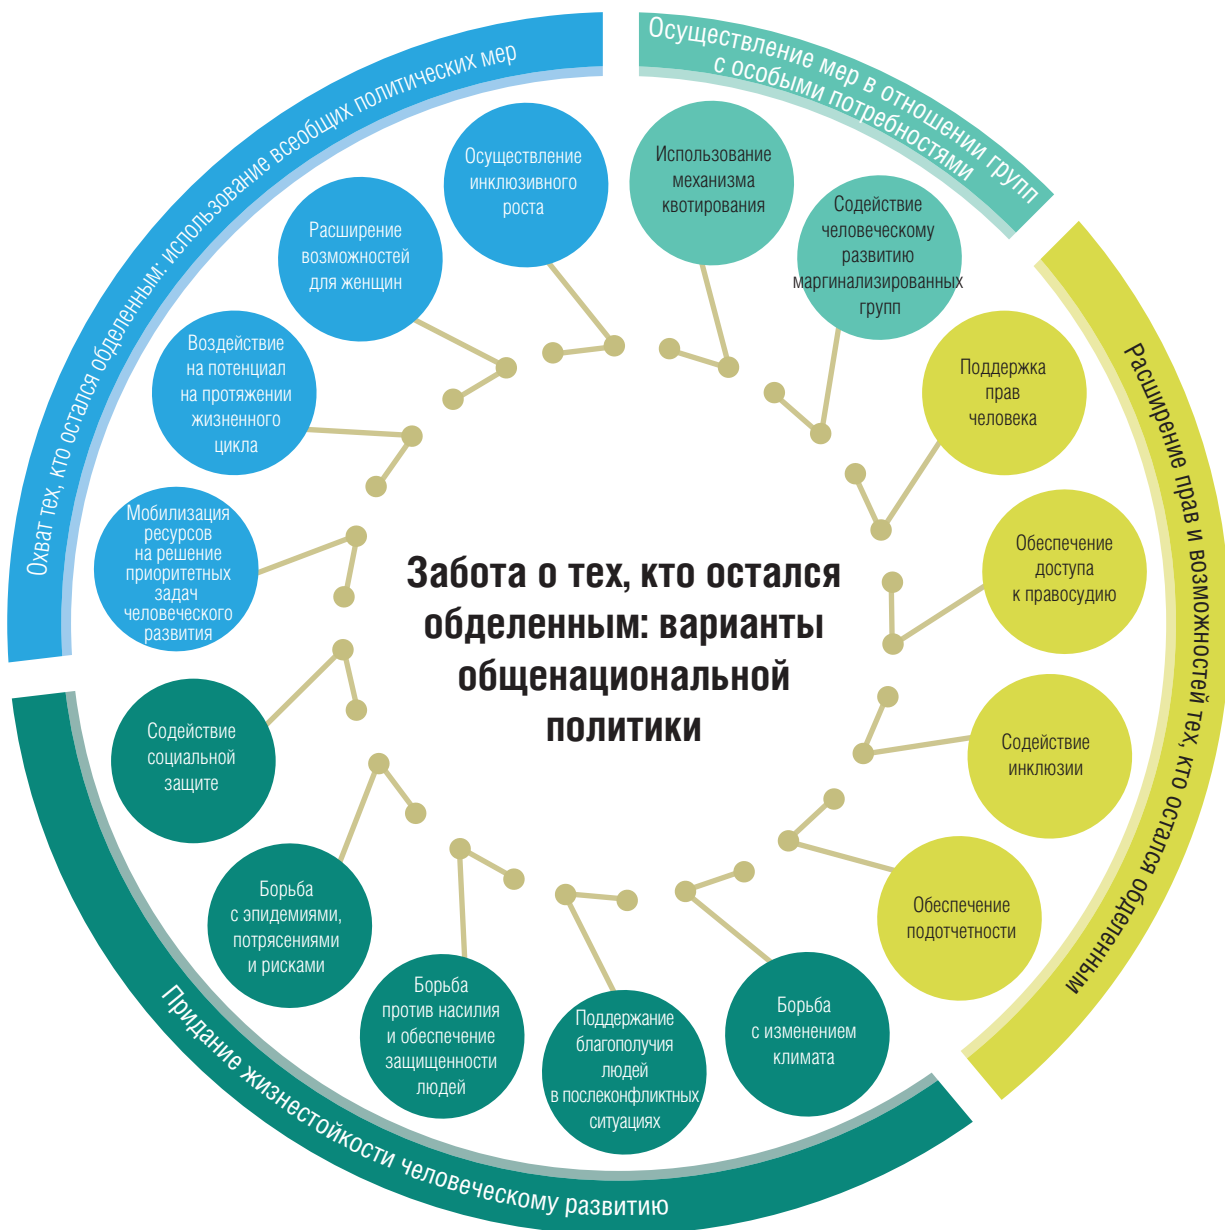 Охват тех, кто остался обделенным: использование всеобщих политических мер
Осуществление мер в отношении групп
с особыми потребностями
Расширение прав и возможностей тех, кто остался обделенным
Придание жизнестойкости человеческому развитию
Забота о тех, кто остался
обделенным: варианты
общенациональной
политики
Осуществление
инклюзивного
роста
Расширение
возможностей
для женщин
Воздействие
на потенциал
на протяжении
жизненного
цикла
Мобилизация
ресурсов
на решение
приоритетных
задач
человеческого
развития
Использование
механизма
квотирования
Содействие
человеческому
развитию
маргинализированных
групп
Поддержка
прав
человека
Обеспечение
доступа
к правосудию
Содействие
инклюзии
Обеспечение
подотчетности
Борьба
с изменением
климата
Поддержание
благополучия
людей
в послеконфликтных
ситуациях
Борьба
против насилия
и обеспечение
защищенности
людей
Борьба
с эпидемиями,
потрясениями
и рисками
Содействие
социальной
защите